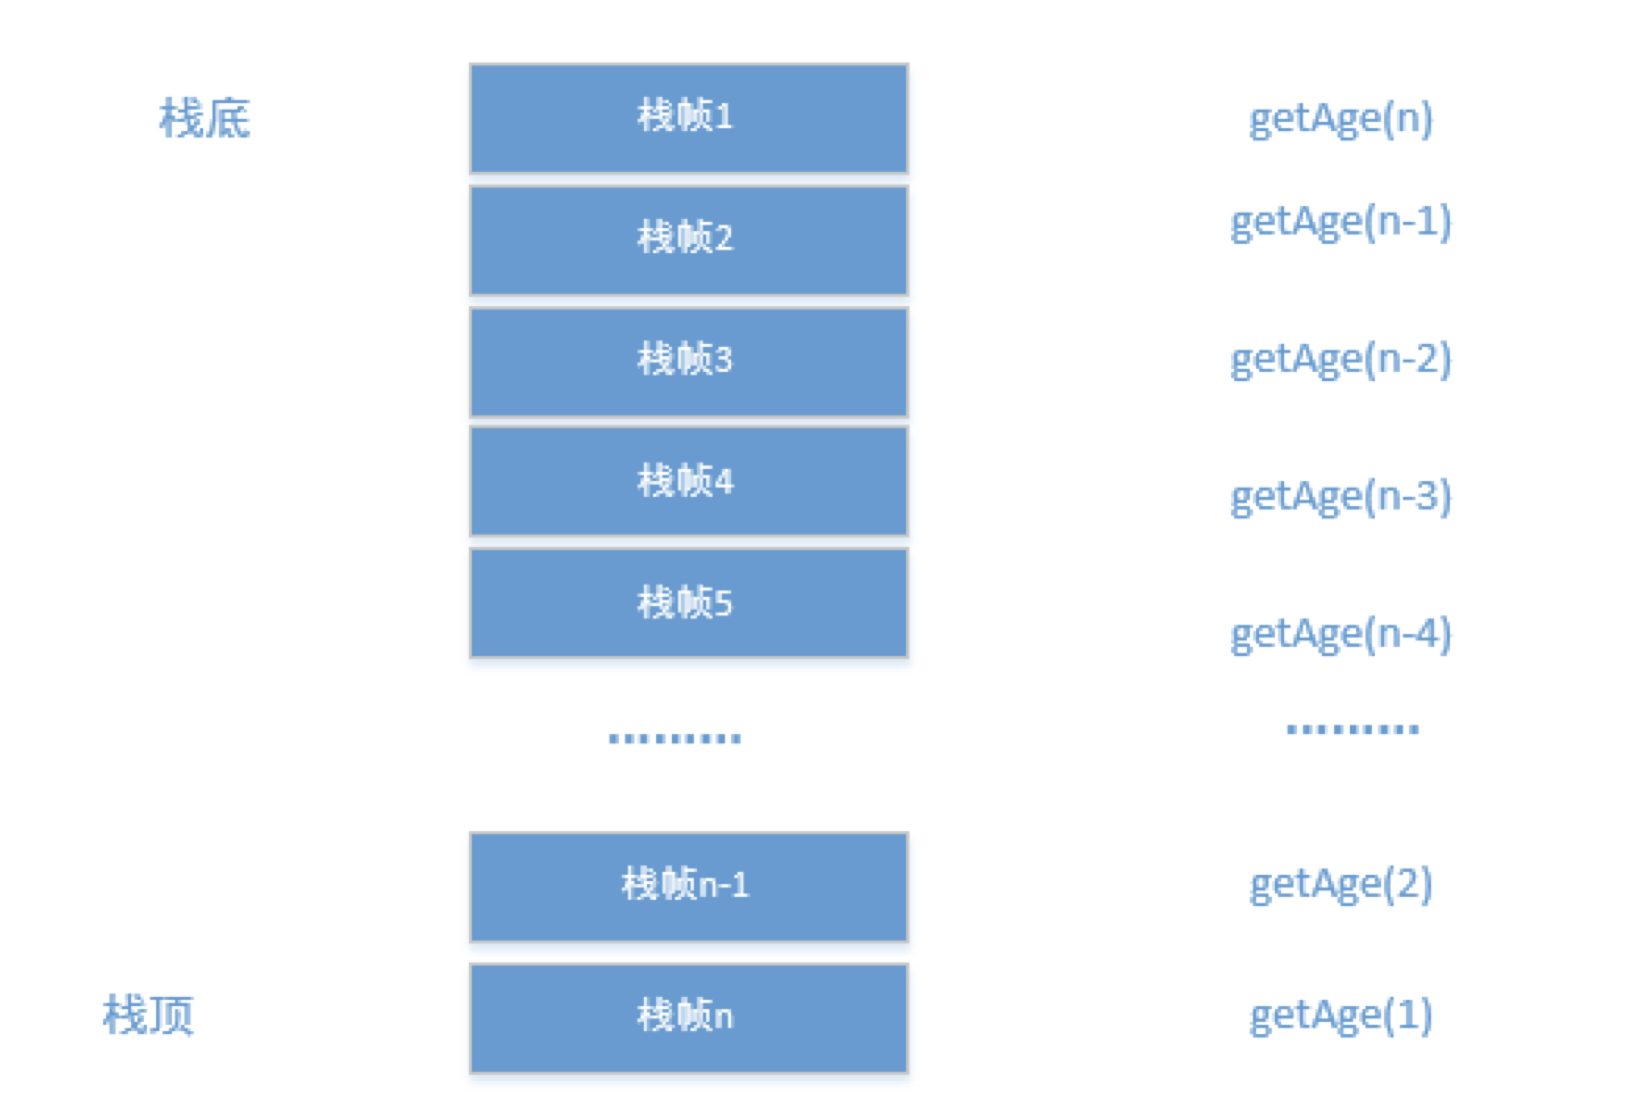 栈底 栈帧1 getAge(n)
栈帧2 getAge(n-1)
栈帧3 getAge(n-2)
栈帧4 getAge(n-3)
栈帧5 getAge(n-4)
……… ………
栈帧n-1 getAge(2)
栈顶 栈帧n getAge(1)